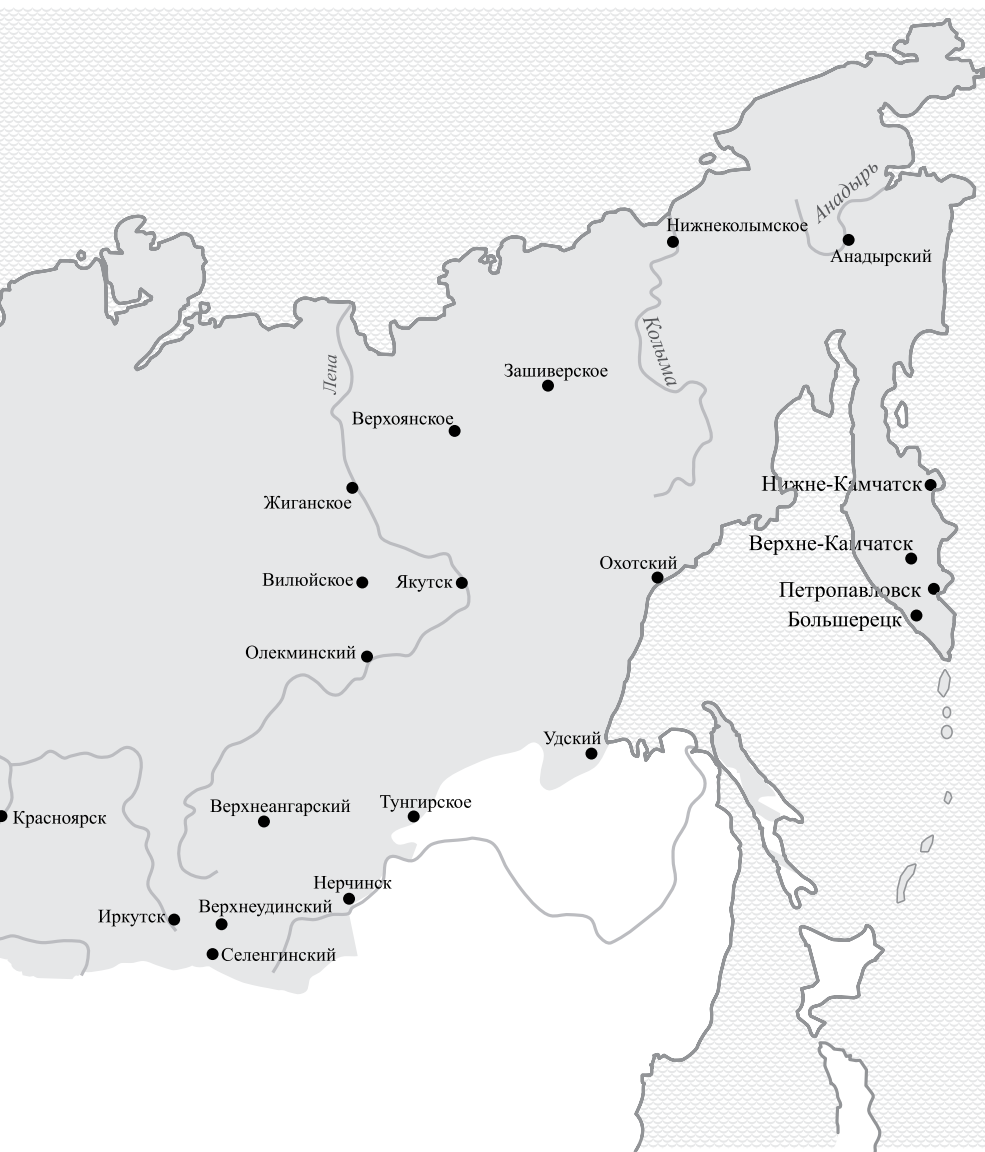 Анадырь
Нижнеколымское
Анадырский
Колыма
Лена
Зашиверское
Верхоянское
Жиганское
Нижне-Камчатск
Верхне-Камчатск
Охотский
Вилюйское
Якутск
Петропавловск
Большерецк
Олекминский
Удский
Верхнеангарский
Тунгирское
Красноярск
Нерчинск
Верхнеудинский
Иркутск
Селенгинский